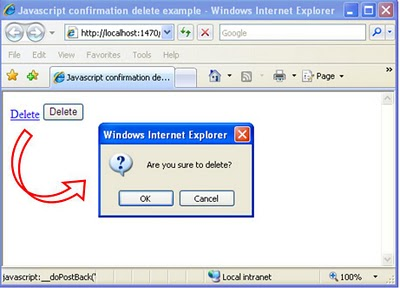 Javascript confirmation delete example - Windows Internet Explorer
http://localhost:1470/
Google
File Edit View Favorites Tools Help
Javascript confirmation de...
Page
Delete Delete
Windows Internet Explorer
Are you sure to delete?
OK Cancel
javascript:__doPostBack(' Local intranet 100%